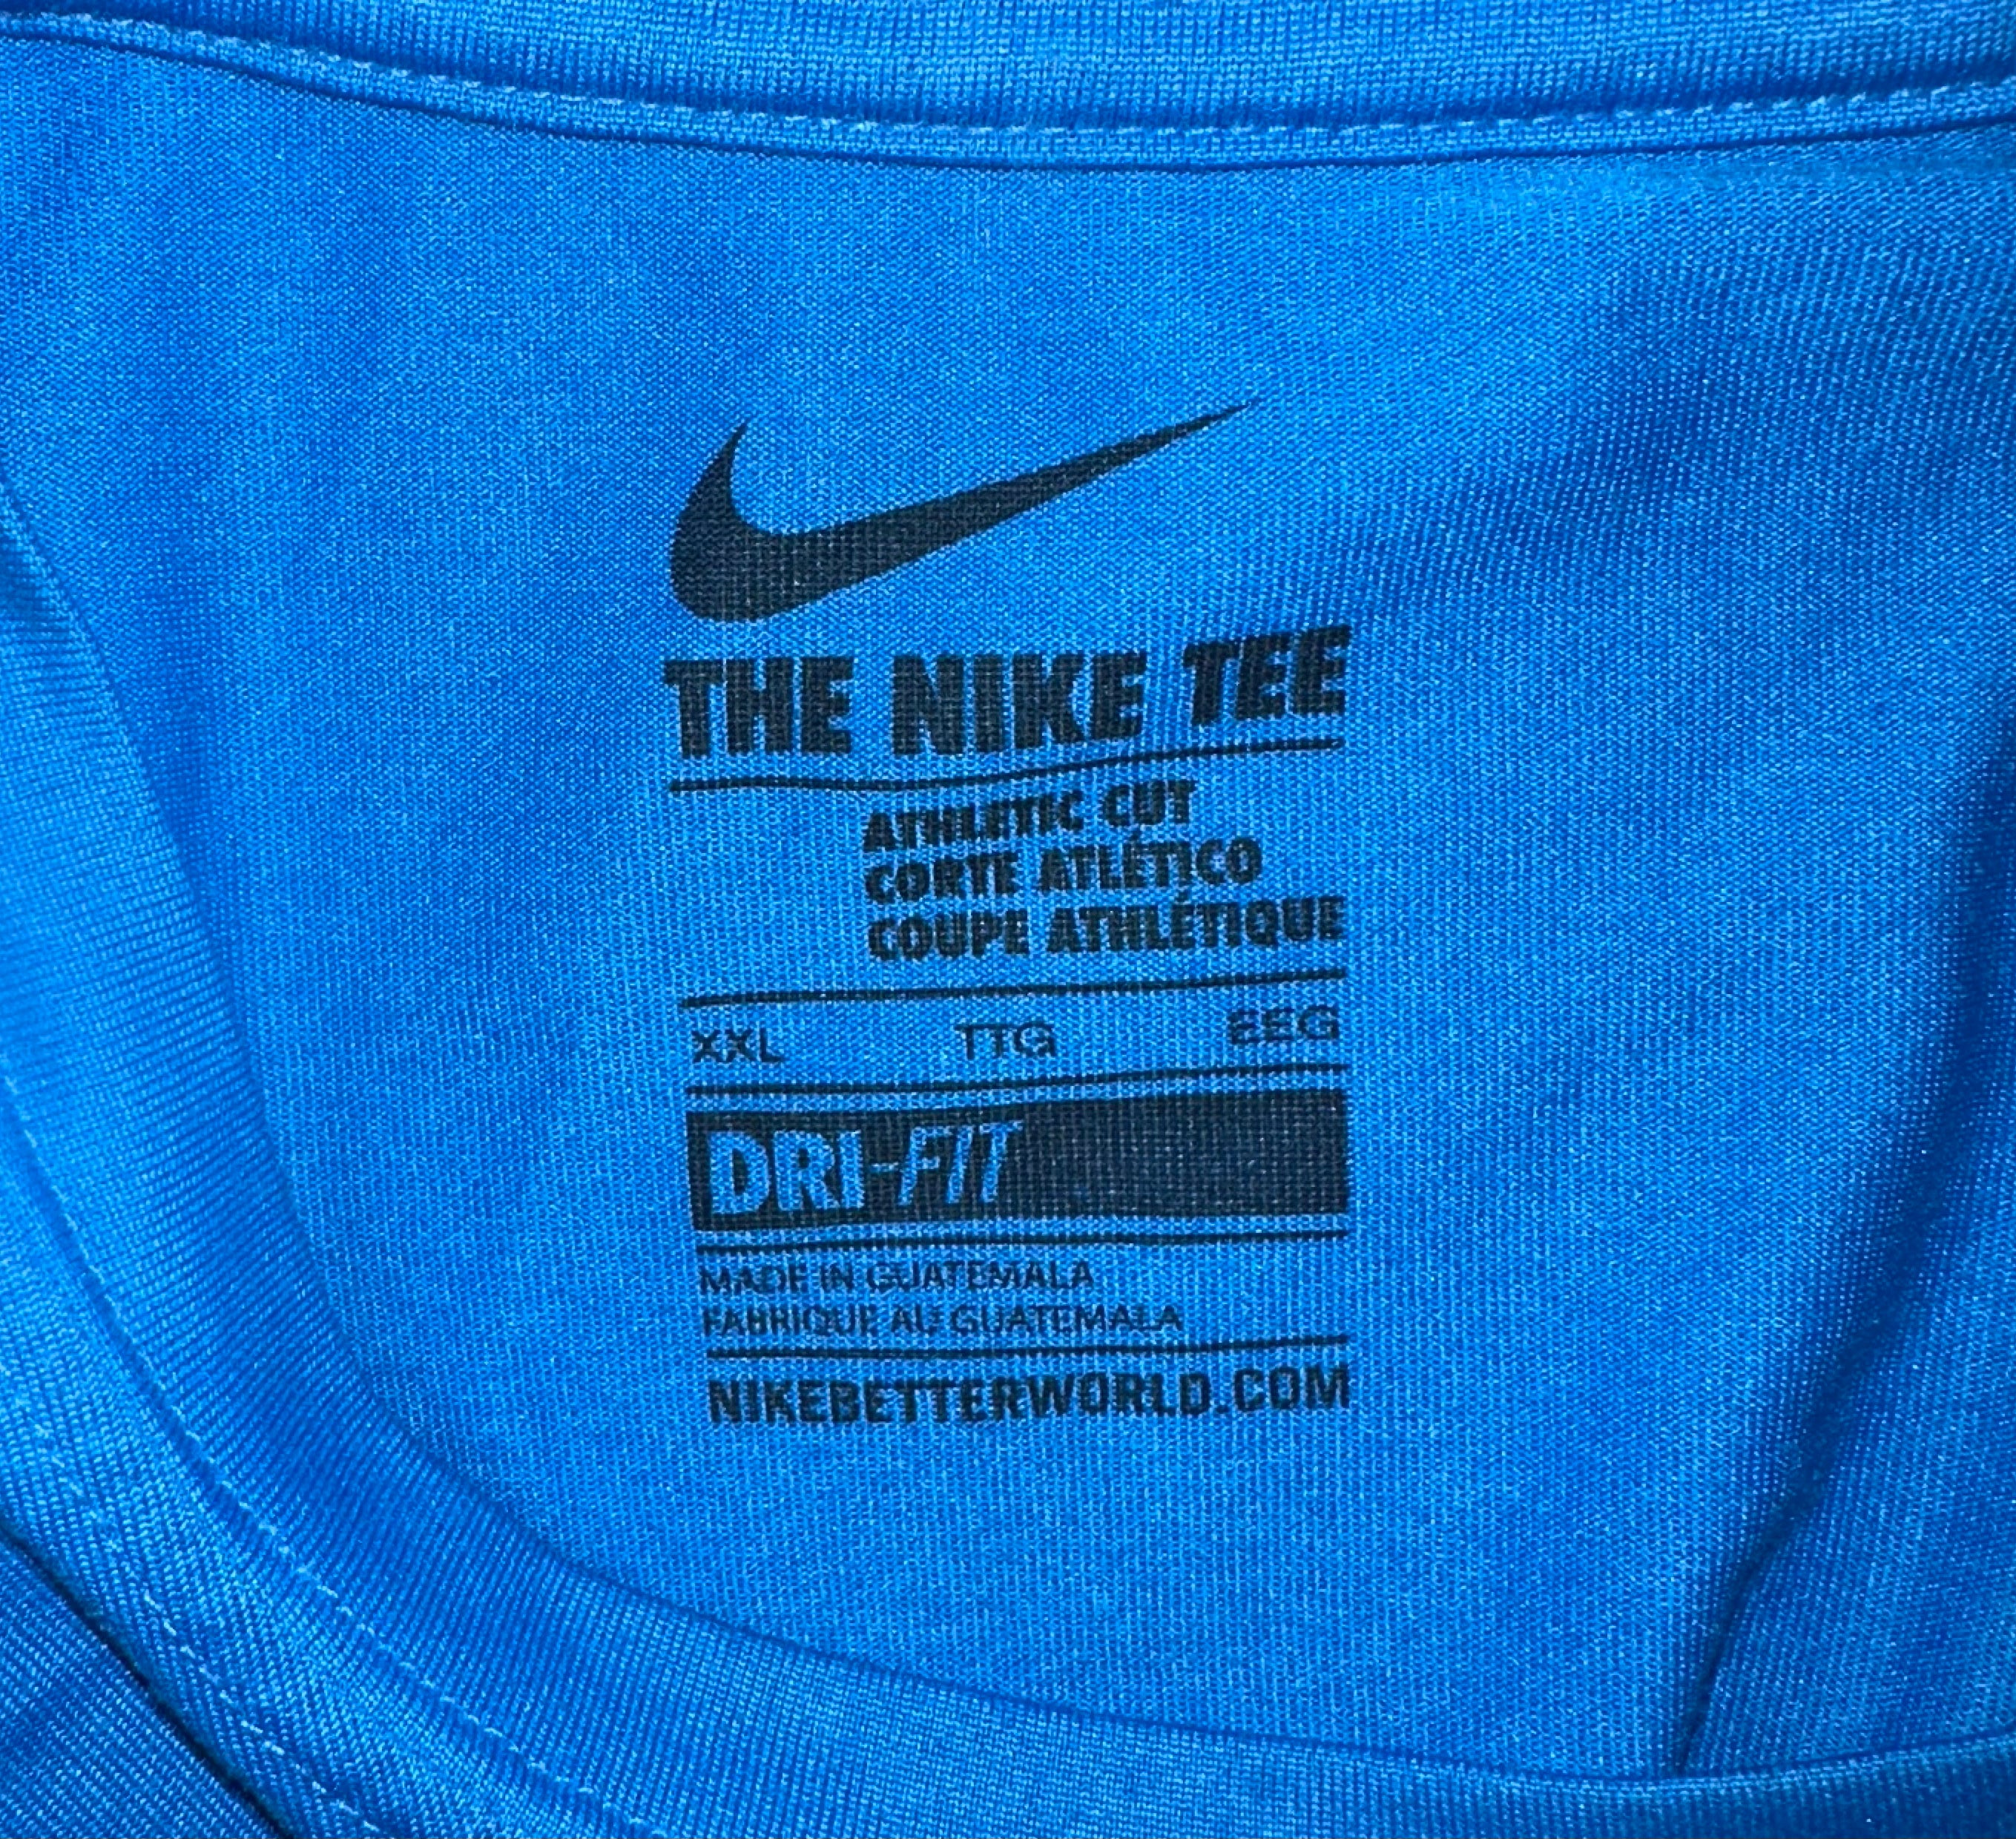 THE NIKE TEE
ATHLETIC CUT
CORTE ATLÉTICO
COUPE ATHLÉTIQUE
XXL TTG EEG
DRI-FIT
MADE IN GUATEMALA
FABRIQUE AU GUATEMALA
NIKEBETTERWORLD.COM